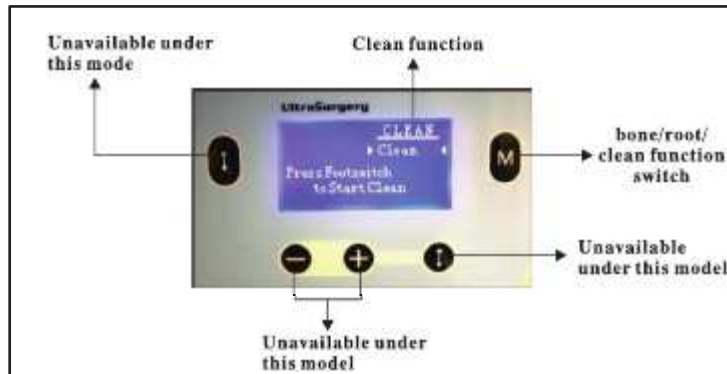 Unavailable under
this mode
Clean function
UltraSurgery
CLEAN
Clean
Press Footswitch
to Start Clean
M
bone/root/
clean function
switch
Unavailable
under this model
Unavailable under
this model